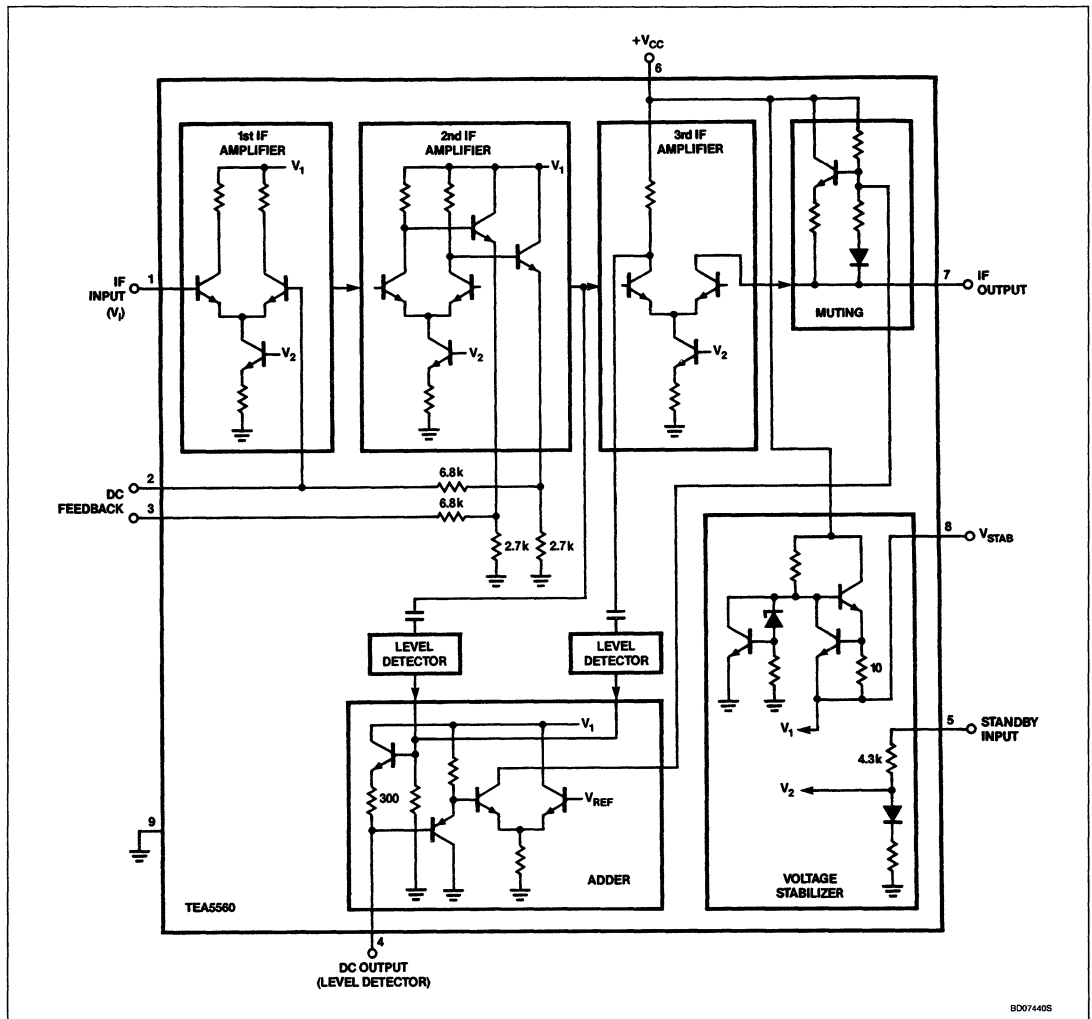 +VCC
6
1st IF
AMPLIFIER
2nd IF
AMPLIFIER
3rd IF
AMPLIFIER
V1
V1
IF
INPUT
(Vi)
1
V2
V2
V2
MUTING
7
IF
OUTPUT
DC
FEEDBACK
2
3
6.8k
6.8k
2.7k
2.7k
LEVEL
DETECTOR
LEVEL
DETECTOR
8
VSTAB
10
V1
5
STANDBY
INPUT
4.3k
V2
VOLTAGE
STABILIZER
V1
300
VREF
ADDER
9
TEA5560
4
DC OUTPUT
(LEVEL DETECTOR)
BD07440S